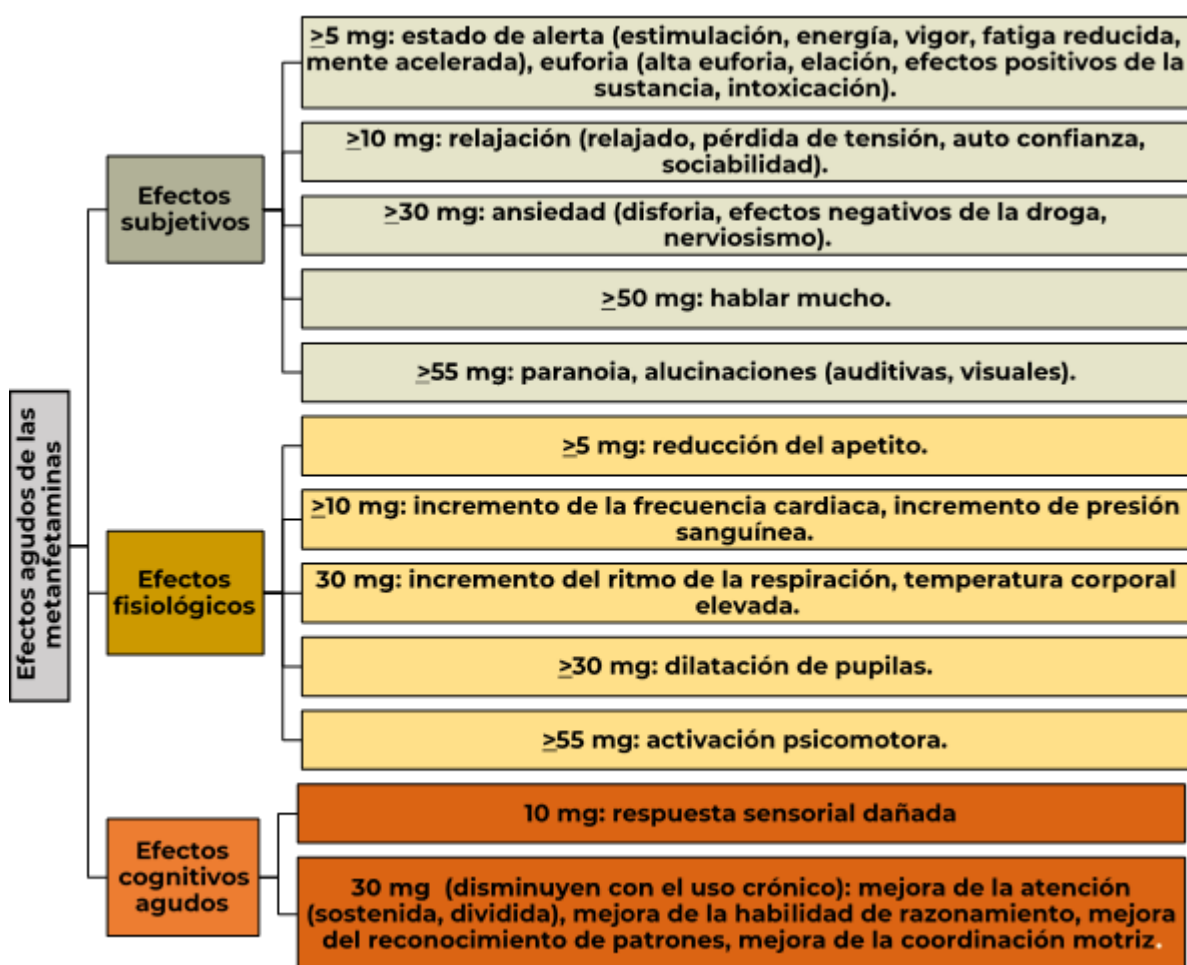 Efectos agudos de las
metanfetaminas
Efectos
subjetivos
≥5 mg: estado de alerta (estimulación, energía, vigor, fatiga reducida,
mente acelerada), euforia (alta euforia, elación, efectos positivos de la
sustancia, intoxicación).
≥10 mg: relajación (relajado, pérdida de tensión, auto confianza,
sociabilidad).
≥30 mg: ansiedad (disforia, efectos negativos de la droga,
nerviosismo).
≥50 mg: hablar mucho.
≥55 mg: paranoia, alucinaciones (auditivas, visuales).
Efectos
fisiológicos
≥5 mg: reducción del apetito.
≥10 mg: incremento de la frecuencia cardiaca, incremento de presión
sanguínea.
30 mg: incremento del ritmo de la respiración, temperatura corporal
elevada.
≥30 mg: dilatación de pupilas.
≥55 mg: activación psicomotora.
Efectos
cognitivos
agudos
10 mg: respuesta sensorial dañada
30 mg (disminuyen con el uso crónico): mejora de la atención
(sostenida, dividida), mejora de la habilidad de razonamiento, mejora
del reconocimiento de patrones, mejora de la coordinación motriz.